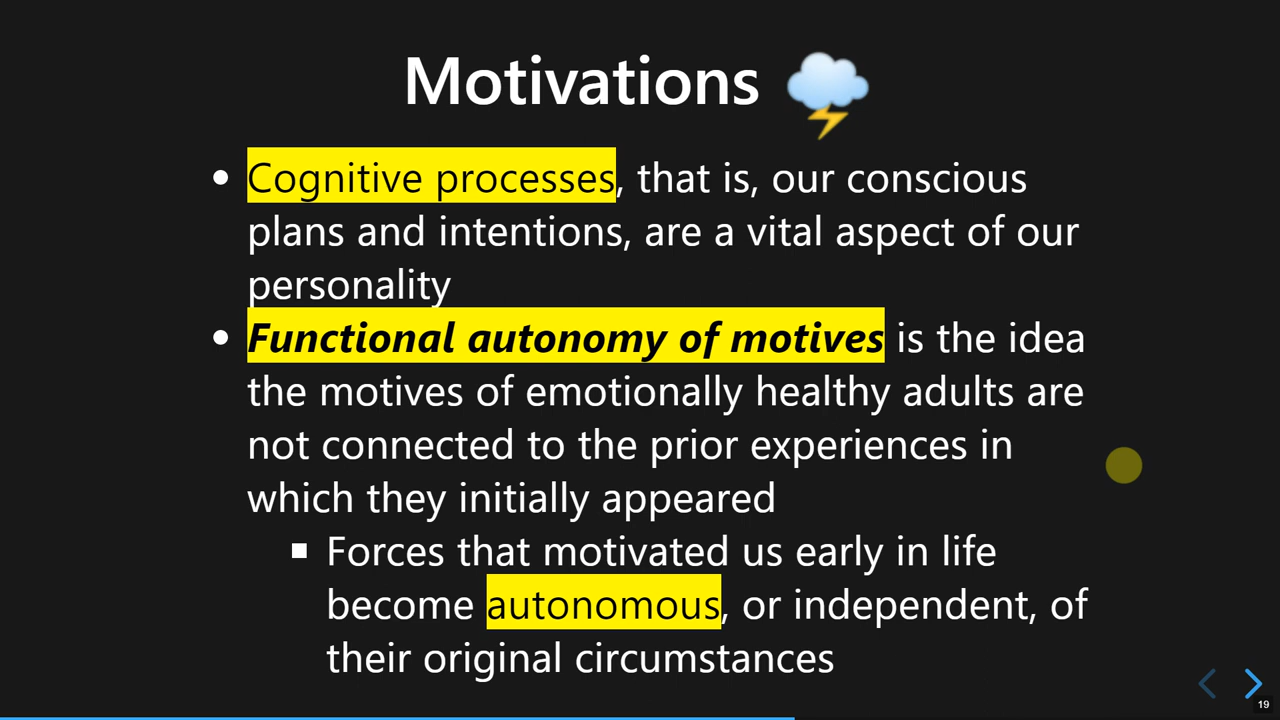 Motivations
Cognitive processes, that is, our conscious
plans and intentions, are a vital aspect of our
personality
Functional autonomy of motives is the idea
the motives of emotionally healthy adults are
not connected to the prior experiences in
which they initially appeared
Forces that motivated us early in life
become autonomous, or independent, of
their original circumstances
19